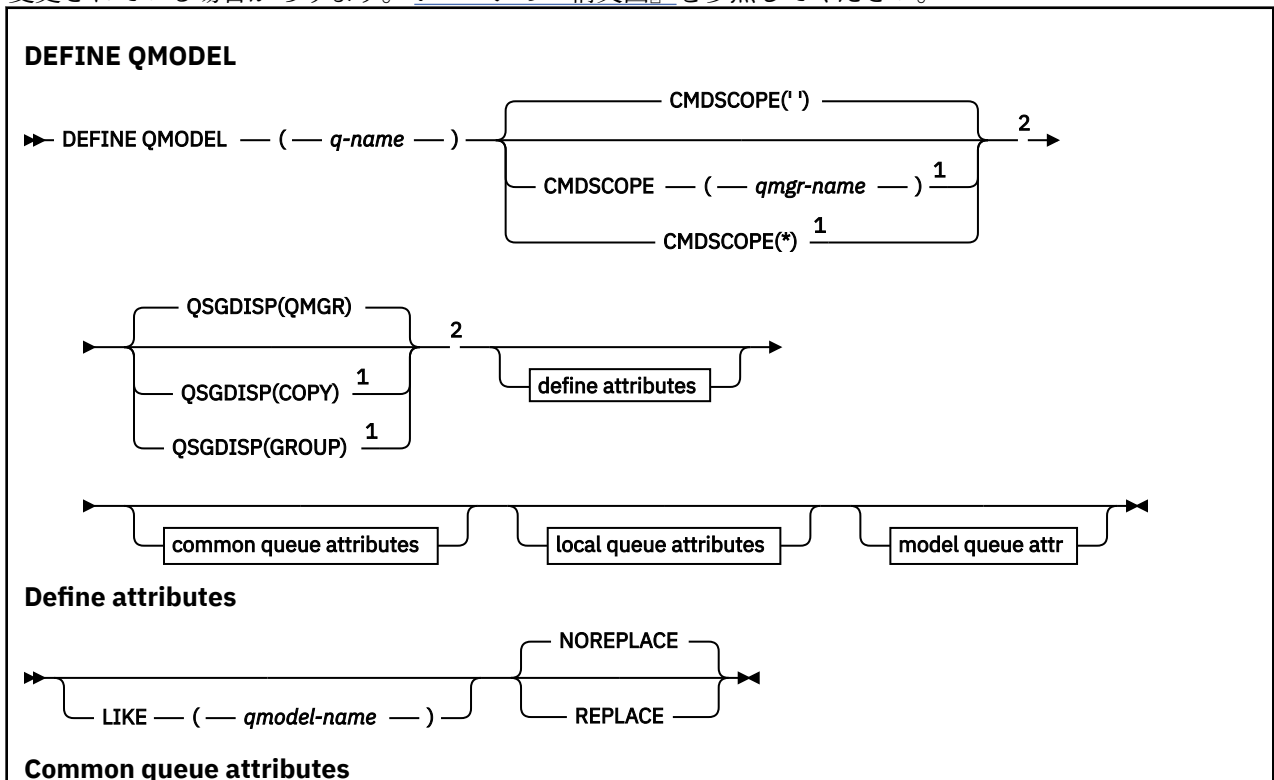 DEFINE QMODEL
CMDSCOPE(' ')
DEFINE QMODEL ( q-name ) 2
CMDSCOPE ( qmgr-name ) 1
CMDSCOPE(*) 1
QSGDISP(QMGR)
2
QSGDISP(COPY) 1
define attributes
QSGDISP(GROUP) 1
common queue attributes local queue attributes model queue attr
Define attributes
NOREPLACE
LIKE ( qmodel-name ) REPLACE
Common queue attributes